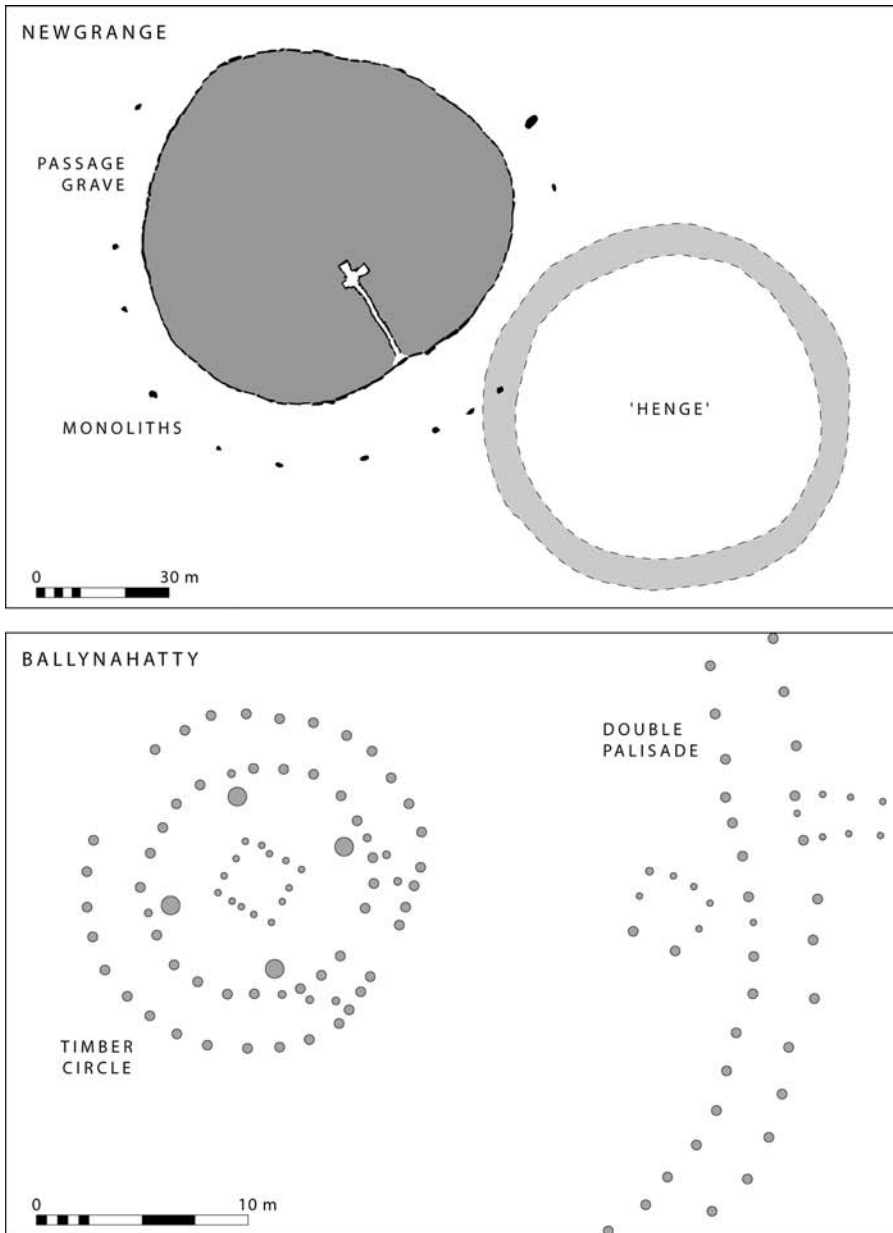 NEWGRANGE
PASSAGE
GRAVE
'HENGE'
MONOLITHS
0 30 m
BALLYNAHATTY
DOUBLE
PALISADE
TIMBER
CIRCLE
0 10 m